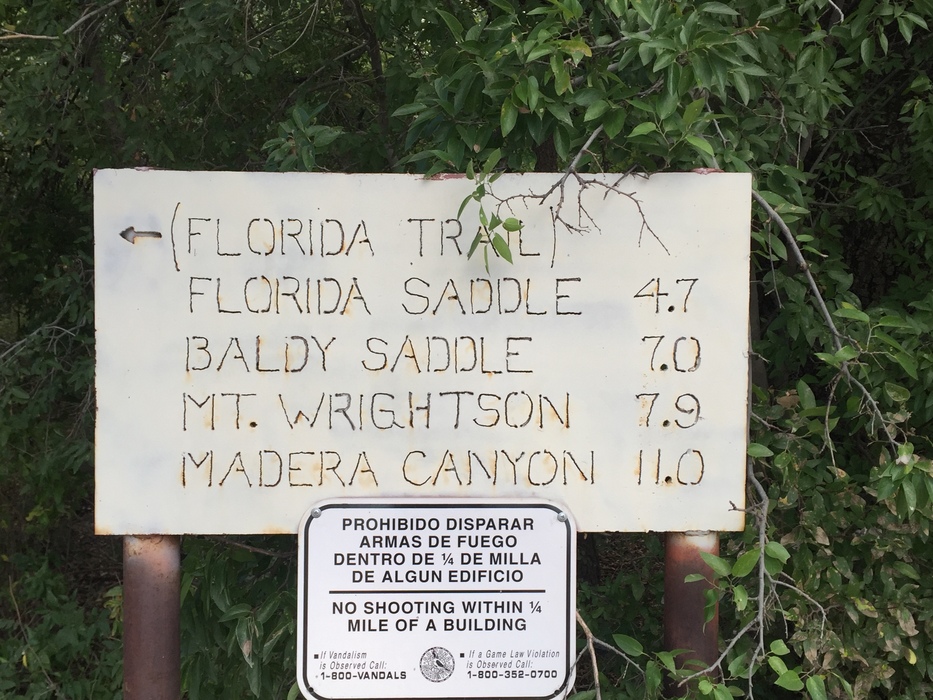 (FLORIDA TRAIL)
FLORIDA SADDLE 4.7
BALDY SADDLE 7.0
MT. WRIGHTSON 7.9
MADERA CANYON 11.0
PROHIBIDO DISPARAR
ARMAS DE FUEGO
DENTRO DE ¼ DE MILLA
DE ALGUN EDIFICIO
NO SHOOTING WITHIN ¼
MILE OF A BUILDING
If Vandalism
is Observed Call:
1-800-VANDALS
If a Game Law Violation
is Observed Call:
1-800-352-0700